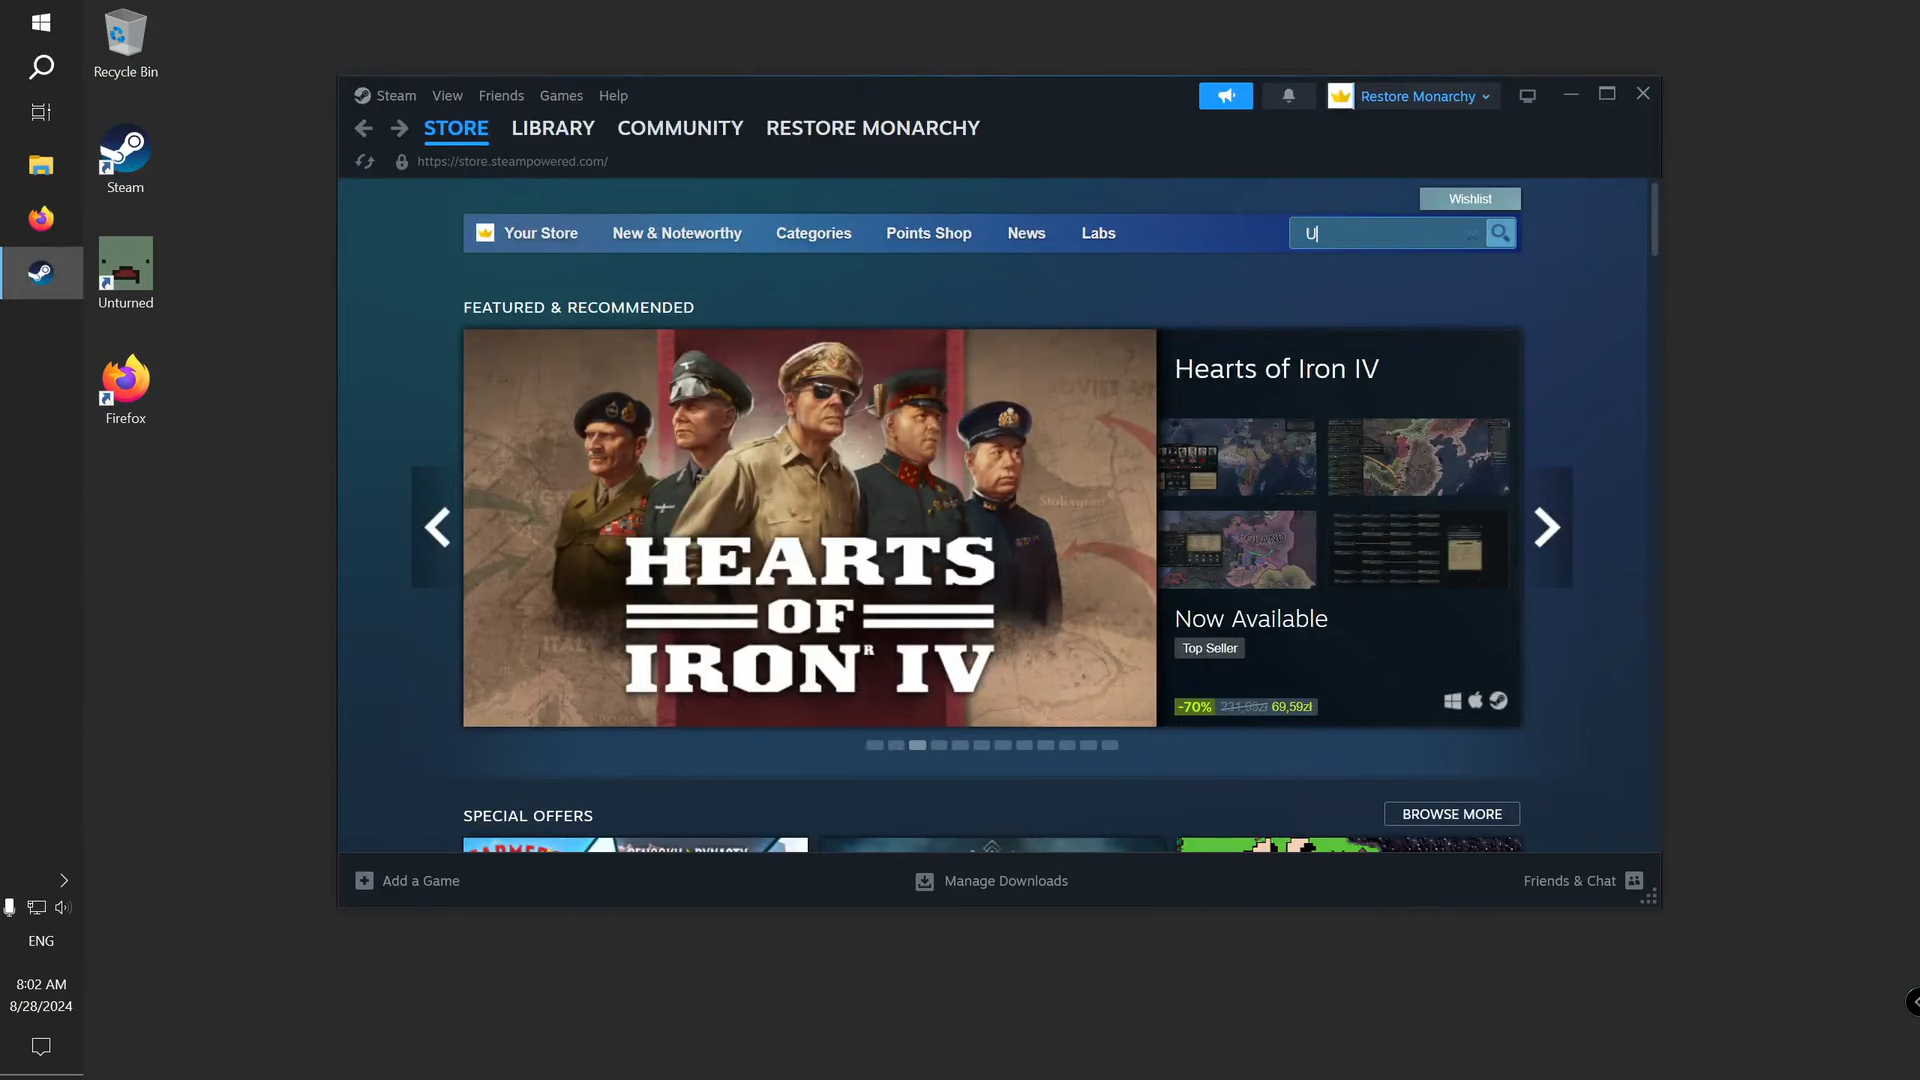 Recycle Bin
Steam
Unturned
Firefox
ENG
8:02 AM
8/28/2024
Steam View Friends Games Help
Restore Monarchy
STORE LIBRARY COMMUNITY RESTORE MONARCHY
https://store.steampowered.com/
Wishlist
Your Store New & Noteworthy Categories Points Shop News Labs
U
FEATURED & RECOMMENDED
HEARTS
OF
IRON IV
Hearts of Iron IV
POLAND
Now Available
Top Seller
-70% 231,99zł 69,59zł
SPECIAL OFFERS
BROWSE MORE
Add a Game
Manage Downloads
Friends & Chat